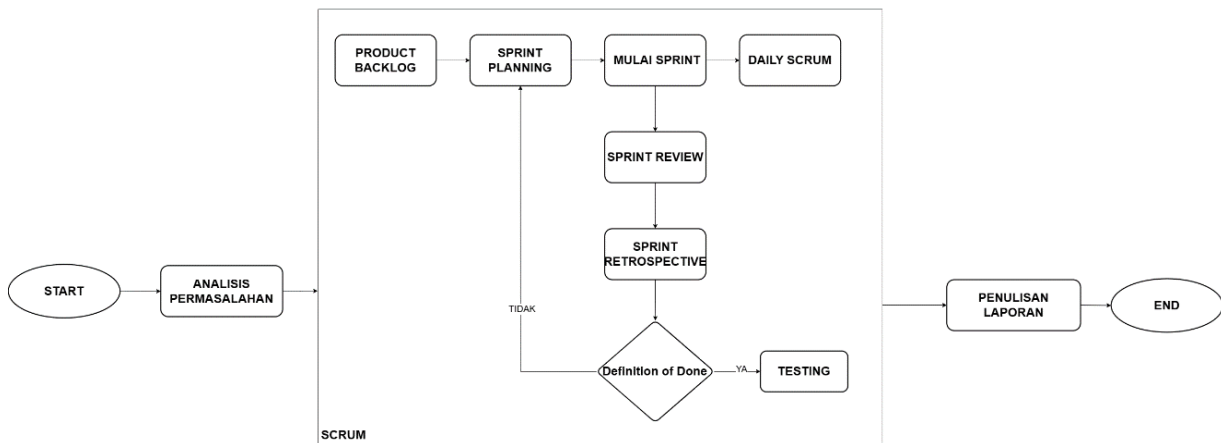 START
ANALISIS
PERMASALAHAN
PRODUCT
BACKLOG
SPRINT
PLANNING
MULAI SPRINT
DAILY SCRUM
SPRINT REVIEW
SPRINT
RETROSPECTIVE
Definition of Done
TIDAK
YA
TESTING
SCRUM
PENULISAN
LAPORAN
END